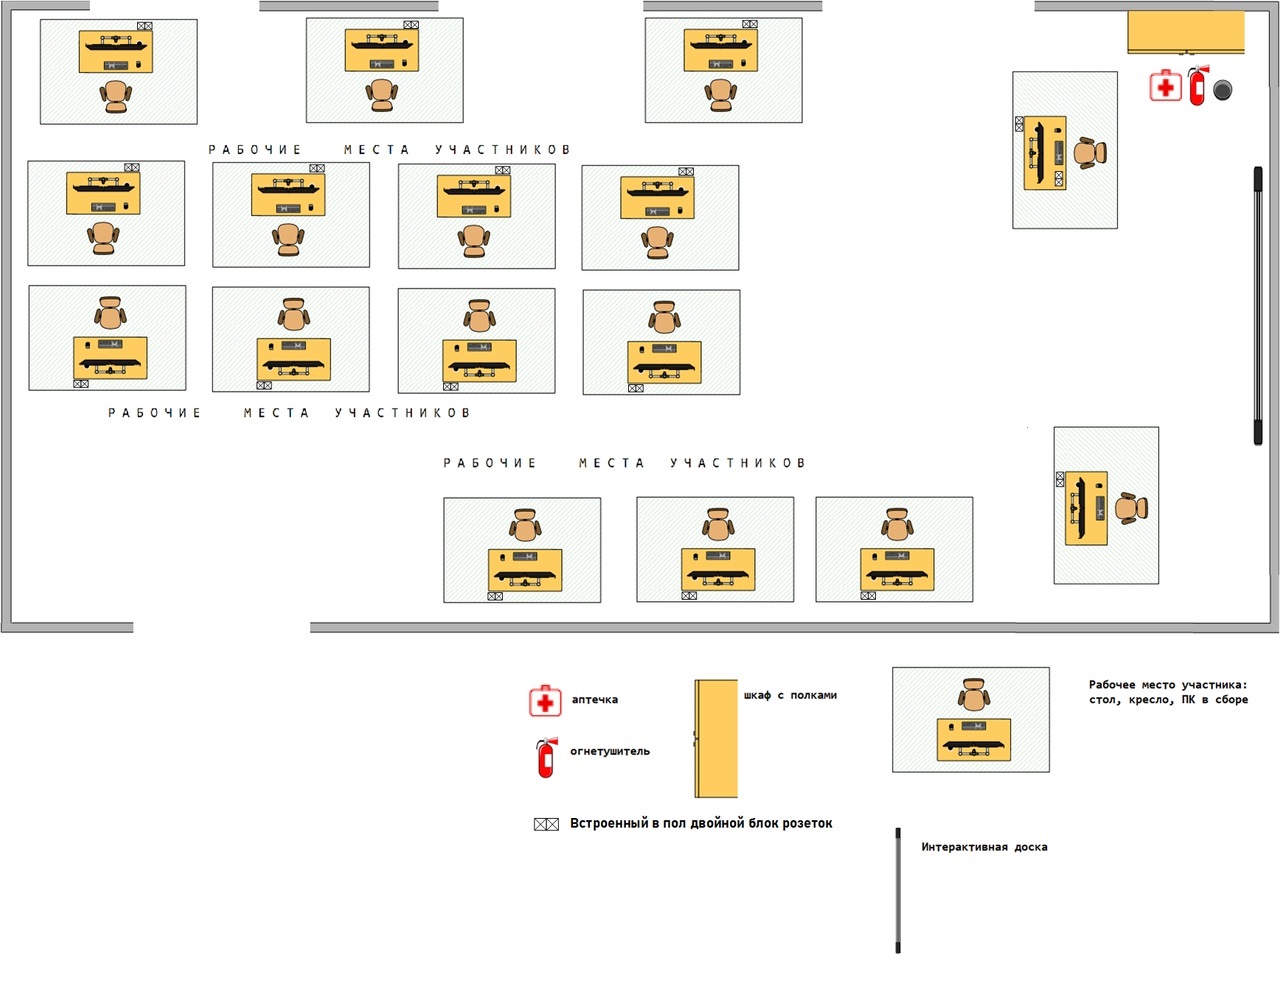 РАБОЧИЕ МЕСТА УЧАСТНИКОВ
РАБОЧИЕ МЕСТА УЧАСТНИКОВ
РАБОЧИЕ МЕСТА УЧАСТНИКОВ
аптечка
шкаф с полками
Рабочее место участника:
стол, кресло, ПК в сборе
огнетушитель
Встроенный в пол двойной блок розеток
Интерактивная доска